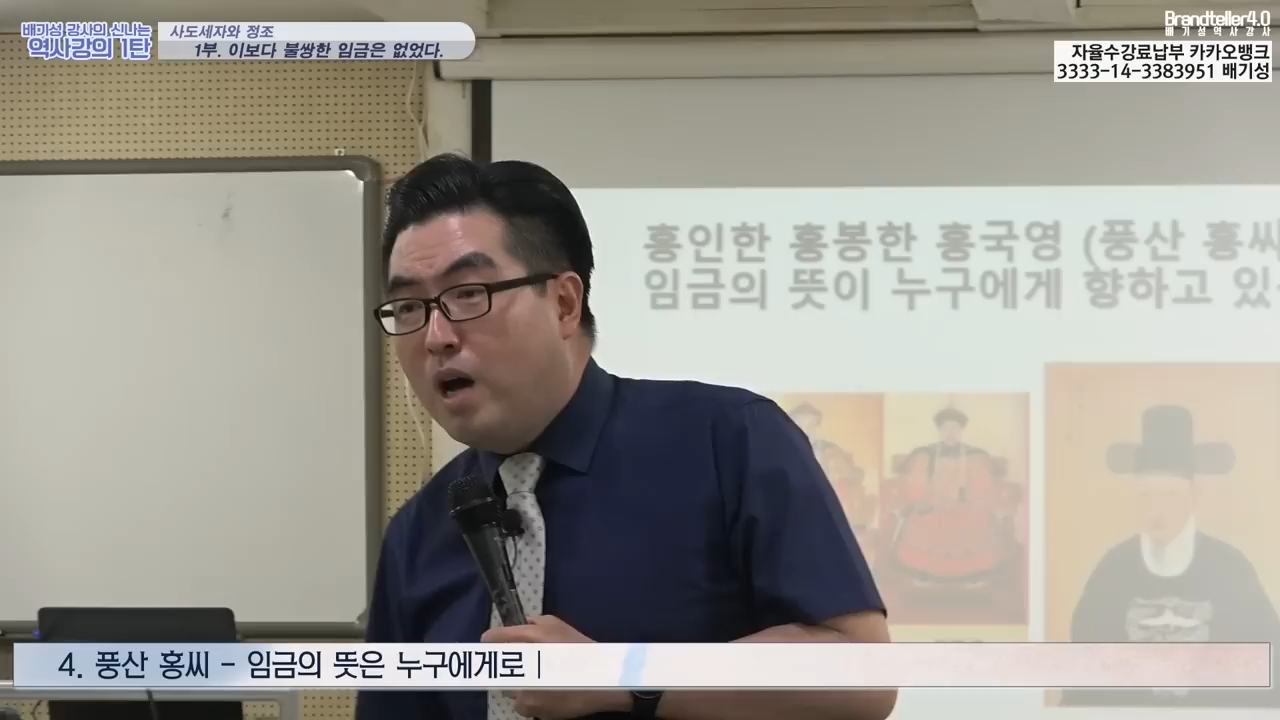 배기성 강사의 신나는
역사강의 1탄
사도세자와 정조
1부. 이보다 불쌍한 임금은 없었다.
Brandteller4.0
배기성역사강사
자율수강료납부 카카오뱅크
3333-14-3383951 배기성
홍인한 홍봉한 홍국영 (풍산 홍씨
임금의 뜻이 누구에게 향하고 있
4. 풍산 홍씨 - 임금의 뜻은 누구에게로